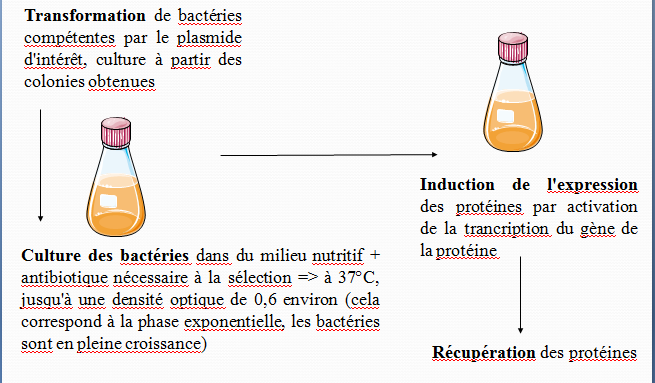 Transformation de bactéries
compétentes par le plasmide
d'intérêt, culture à partir des
colonies obtenues
Culture des bactéries dans du milieu nutritif +
antibiotique nécessaire à la sélection => à 37°C,
jusqu'à une densité optique de 0,6 environ (cela
correspond à la phase exponentielle, les bactéries
sont en pleine croissance)
Induction de l'expression
des protéines par activation
de la trancription du gène de
la protéine
Récupération des protéines